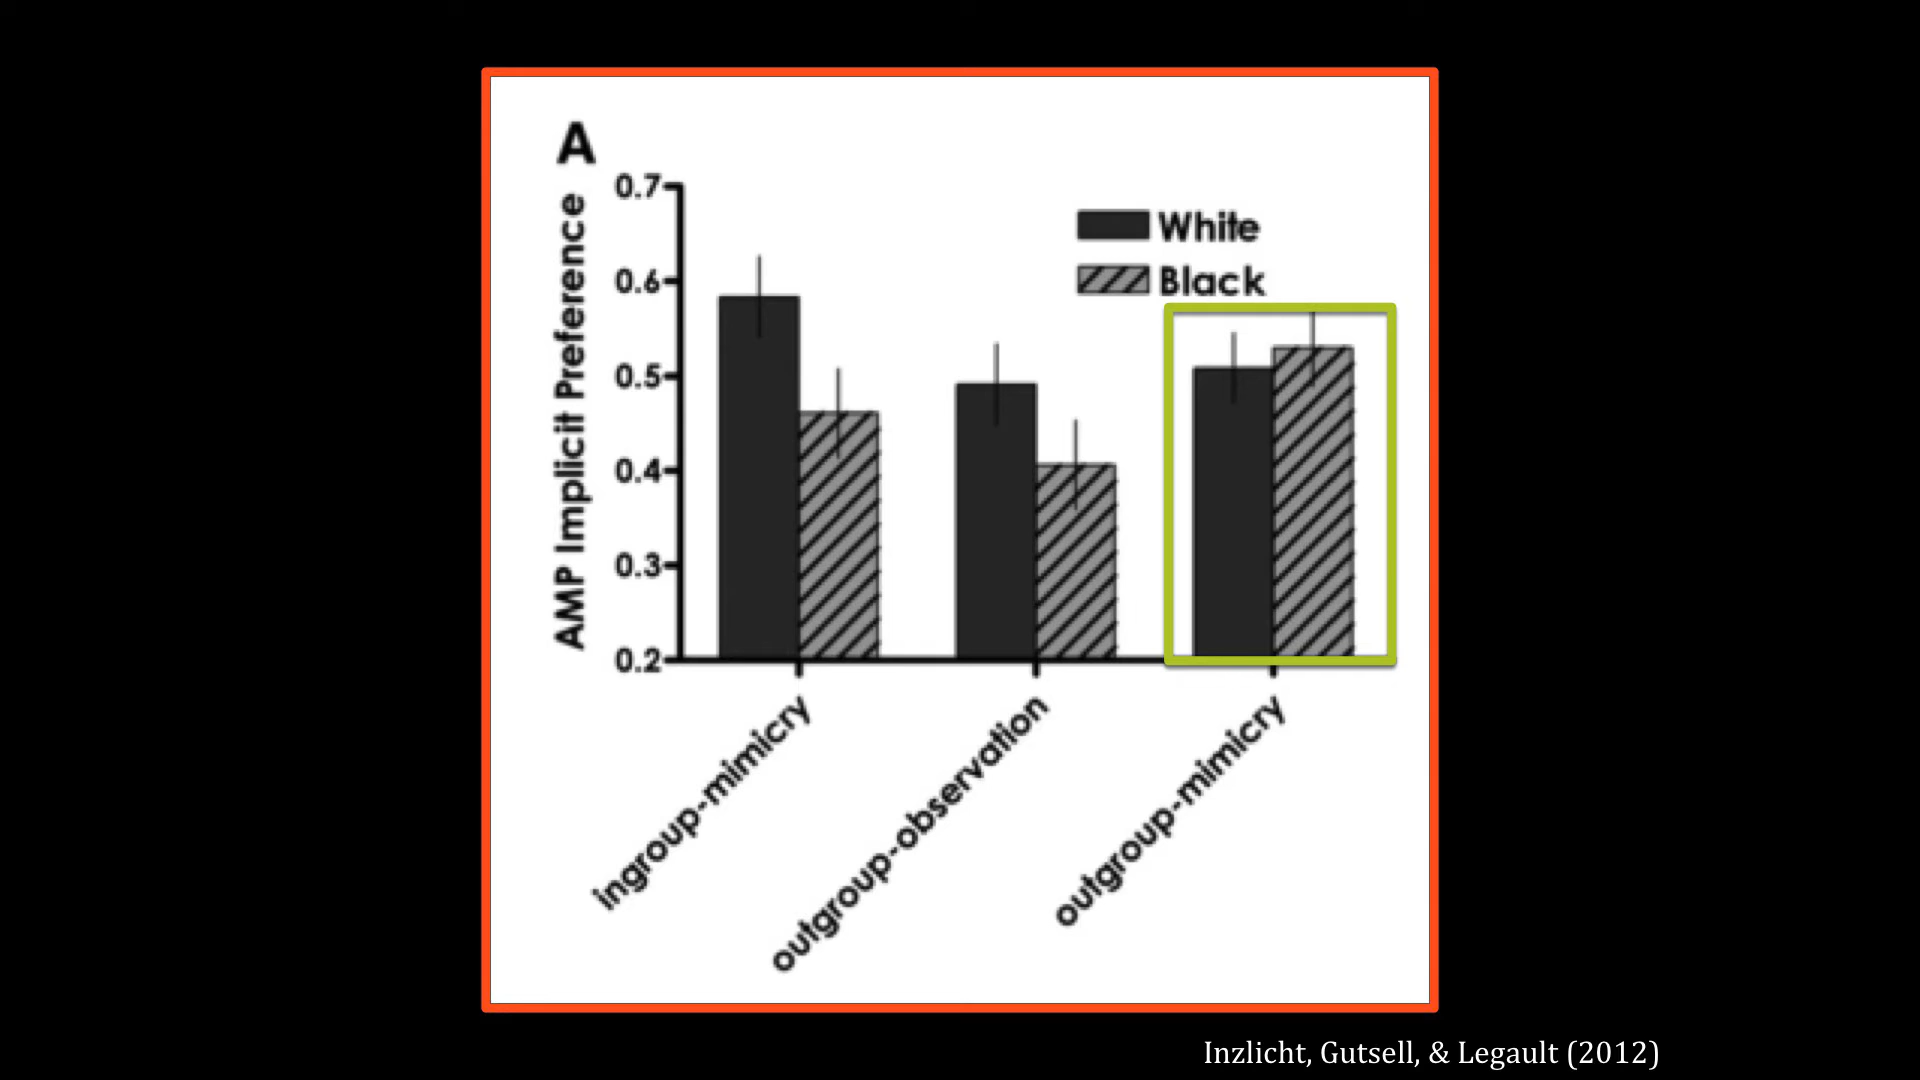 A
AMP Implicit Preference
0.7
0.6
0.5
0.4
0.3
0.2
White
Black
ingroup-mimicry
outgroup-observation
outgroup-mimicry
Inzlicht, Gutsell, & Legault (2012)